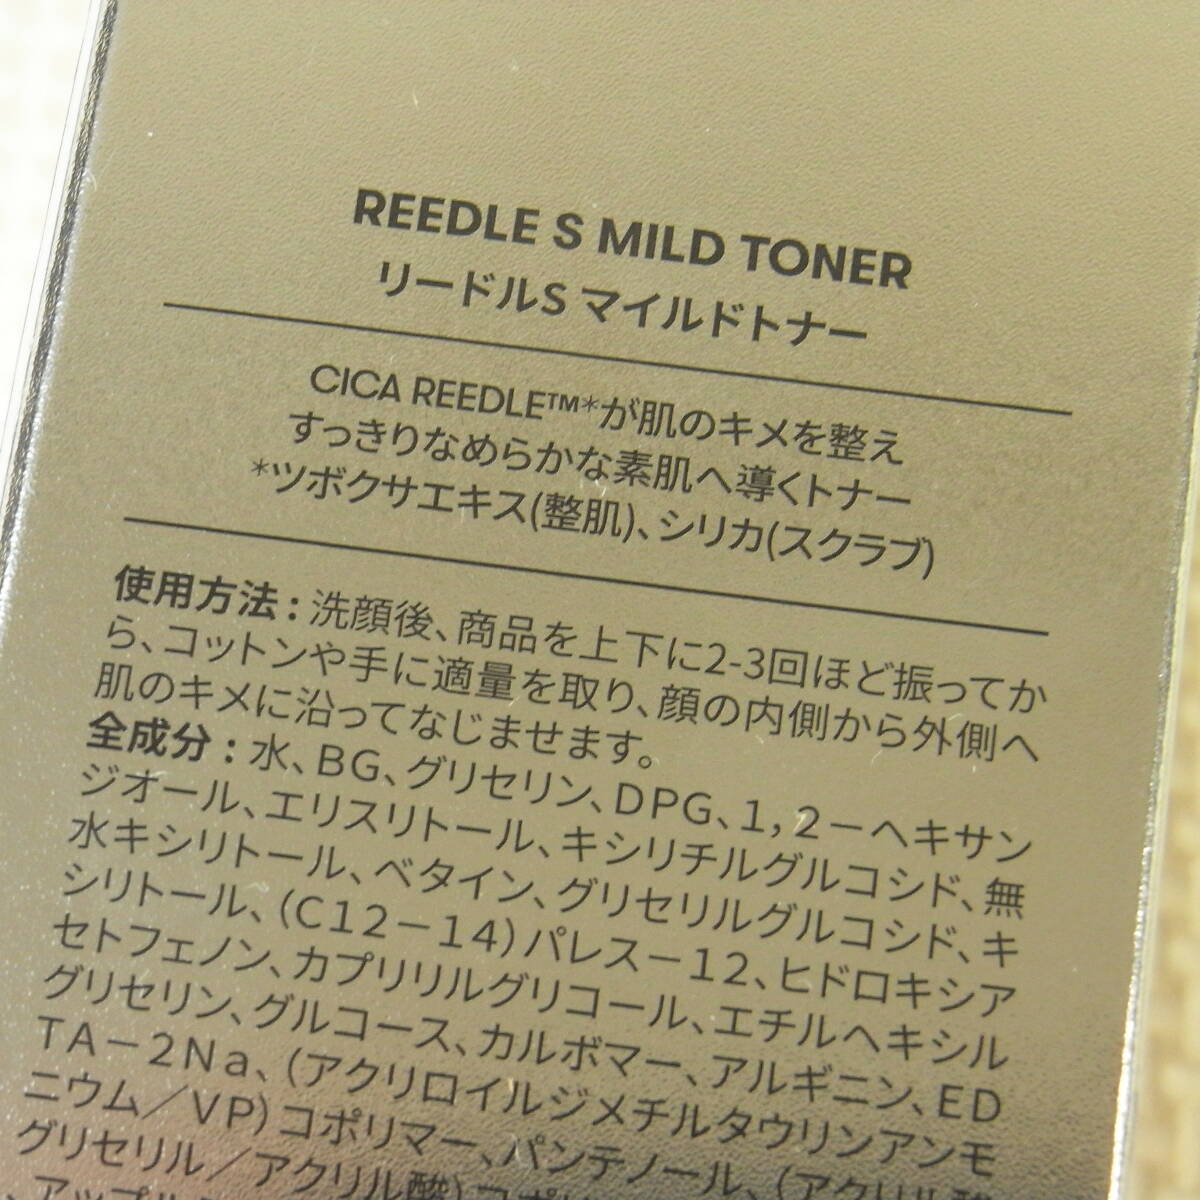 REEDLE S MILD TONER
リードルS マイルドトナー
CICA REEDLE™*が肌のキメを整え
すっきりなめらかな素肌へ導くトナー
*ツボクサエキス(整肌)、シリカ(スクラブ)
使用方法 : 洗顔後、商品を上下に2-3回ほど振ってか
ら、コットンや手に適量を取り、顔の内側から外側へ
肌のキメに沿ってなじませます。
全成分 : 水、BG、グリセリン、DPG、1，2－ヘキサン
ジオール、エリスリトール、キシリチルグルコシド、無
水キシリトール、ベタイン、グリセリルグルコシド、キ
シリトール、（C12－14）パレス－12、ヒドロキシア
セトフェノン、カプリリルグリコール、エチルヘキシル
グリセリン、グルコース、カルボマー、アルギニン、ED
TA－2Na、（アクリロイルジメチルタウリンアンモ
ニウム／VP）コポリマー、パンテノール、（アクリル酸
グリセリル／アクリル酸）コポリ
、アップル